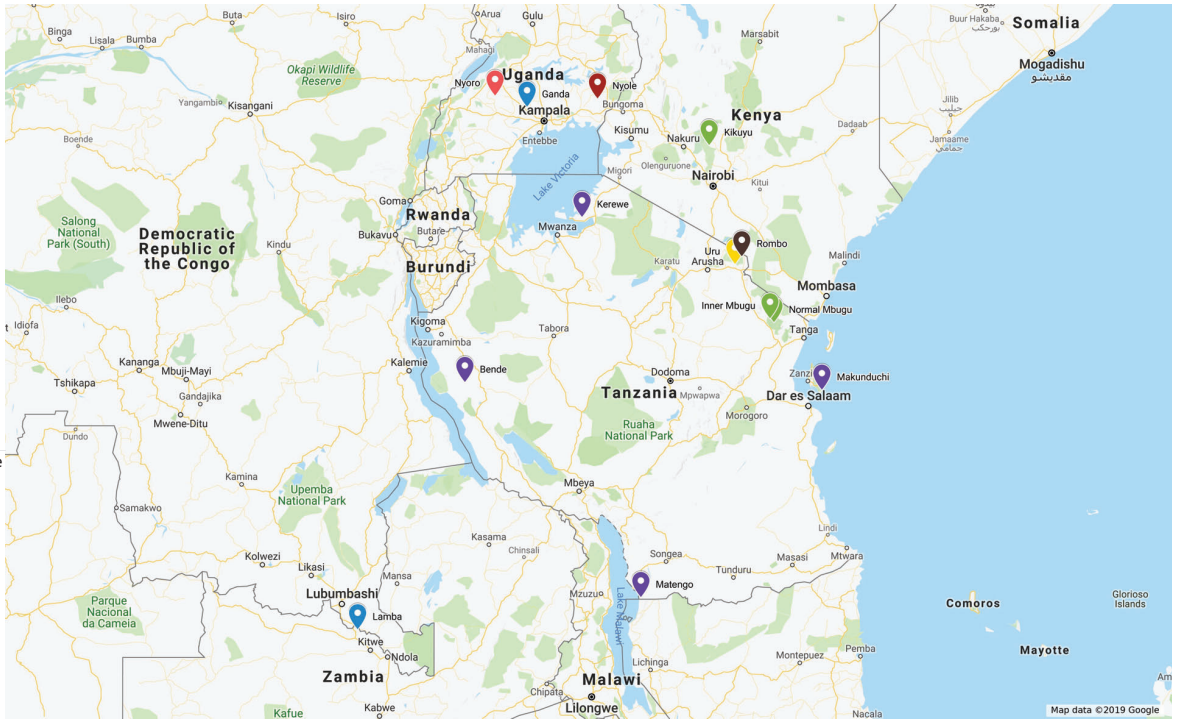 Somalia
Buta
Isiro
Arua
Gulu
Marsabit
Buur Hakaba
بورحكبة
Binga
Lisala
Bumba
Mahagi
Mogadishu
مقديشو
Okapi Wildlife
Reserve
Nyoro
Uganda
Ganda
Nyole
Yangambi
Kisangani
Kampala
Bungoma
Kenya
Jilib
جيليب
Entebbe
Kisumu
Nakuru
Kikuyu
Dadaab
Jamaame
جمامي
Boende
Olenguruone
Lake Victoria
Migori
Nairobi
Kitui
Goma
Rwanda
Kerewe
Salong
National
Park (South)
Democratic
Republic of
the Congo
Kindu
Bukavu
Butare
Mwanza
Burundi
Uru
Arusha
Rombo
Karatu
Malindi
Mombasa
Ilebo
Inner Mbugu
Normal Mbugu
t
Idiofa
Kigoma
Kazuramimba
Tabora
Tanga
Kananga
Mbuji-Mayi
Kalemie
Bende
Dodoma
Zanzi
Makunduchi
Tshikapa
Gandajika
Tanzania
Mpwapwa
Dar es Salaam
Mwene-Ditu
Morogoro
Ruaha
National Park
Dundo
e
Kamina
Mbeya
Upemba
National Park
Samakwo
Lindi
Kasama
Chinsali
Kolwezi
Likasi
Mansa
Songea
Masasi
Mtwara
Tunduru
Lubumbashi
Mzuzu
Matengo
Lake Malawi
Parque
Nacional
da Cameia
Lamba
Comoros
Glorioso
Islands
Kitwe
Ndola
Lichinga
Montepuez
Pemba
Mayotte
Zambia
Malawi
Chipata
Am
Kafue
Kabwe
Lilongwe
Nacala
Map data ©2019 Google